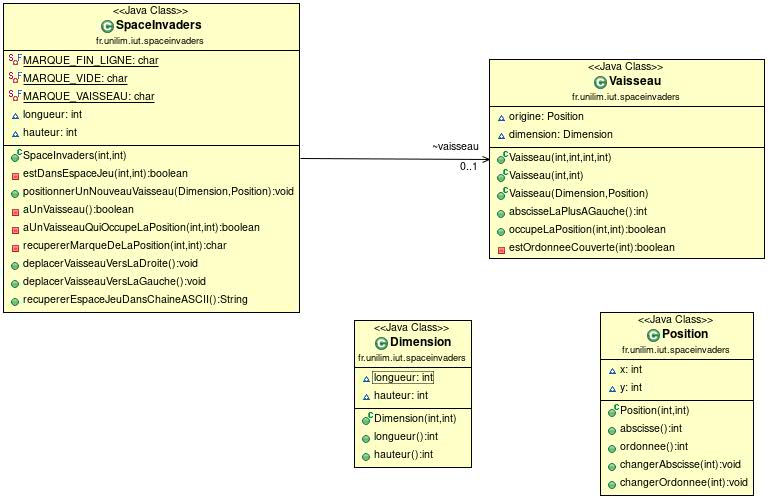 <<Java Class>>
SpaceInvaders
fr.unilim.iut.spaceinvaders
MARQUE_FIN_LIGNE: char
MARQUE_VIDE: char
MARQUE_VAISSEAU: char
longueur: int
hauteur: int
SpaceInvaders(int,int)
estDansEspaceJeu(int,int):boolean
positionnerUnNouveauVaisseau(Dimension,Position):void
aUnVaisseau():boolean
aUnVaisseauQuiOccupeLaPosition(int,int):boolean
recupererMarqueDeLaPosition(int,int):char
deplacerVaisseauVersLaDroite():void
deplacerVaisseauVersLaGauche():void
recupererEspaceJeuDansChaineASCII():String
~vaisseau
0..1
<<Java Class>>
Vaisseau
fr.unilim.iut.spaceinvaders
origine: Position
dimension: Dimension
Vaisseau(int,int,int,int)
Vaisseau(int,int)
Vaisseau(Dimension,Position)
abscisseLaPlusAGauche():int
occupeLaPosition(int,int):boolean
estOrdonneeCouverte(int):boolean
<<Java Class>>
Dimension
fr.unilim.iut.spaceinvaders
longueur: int
hauteur: int
Dimension(int,int)
longueur():int
hauteur():int
<<Java Class>>
Position
fr.unilim.iut.spaceinvaders
x: int
y: int
Position(int,int)
abscisse():int
ordonnee():int
changerAbscisse(int):void
changerOrdonnee(int):void